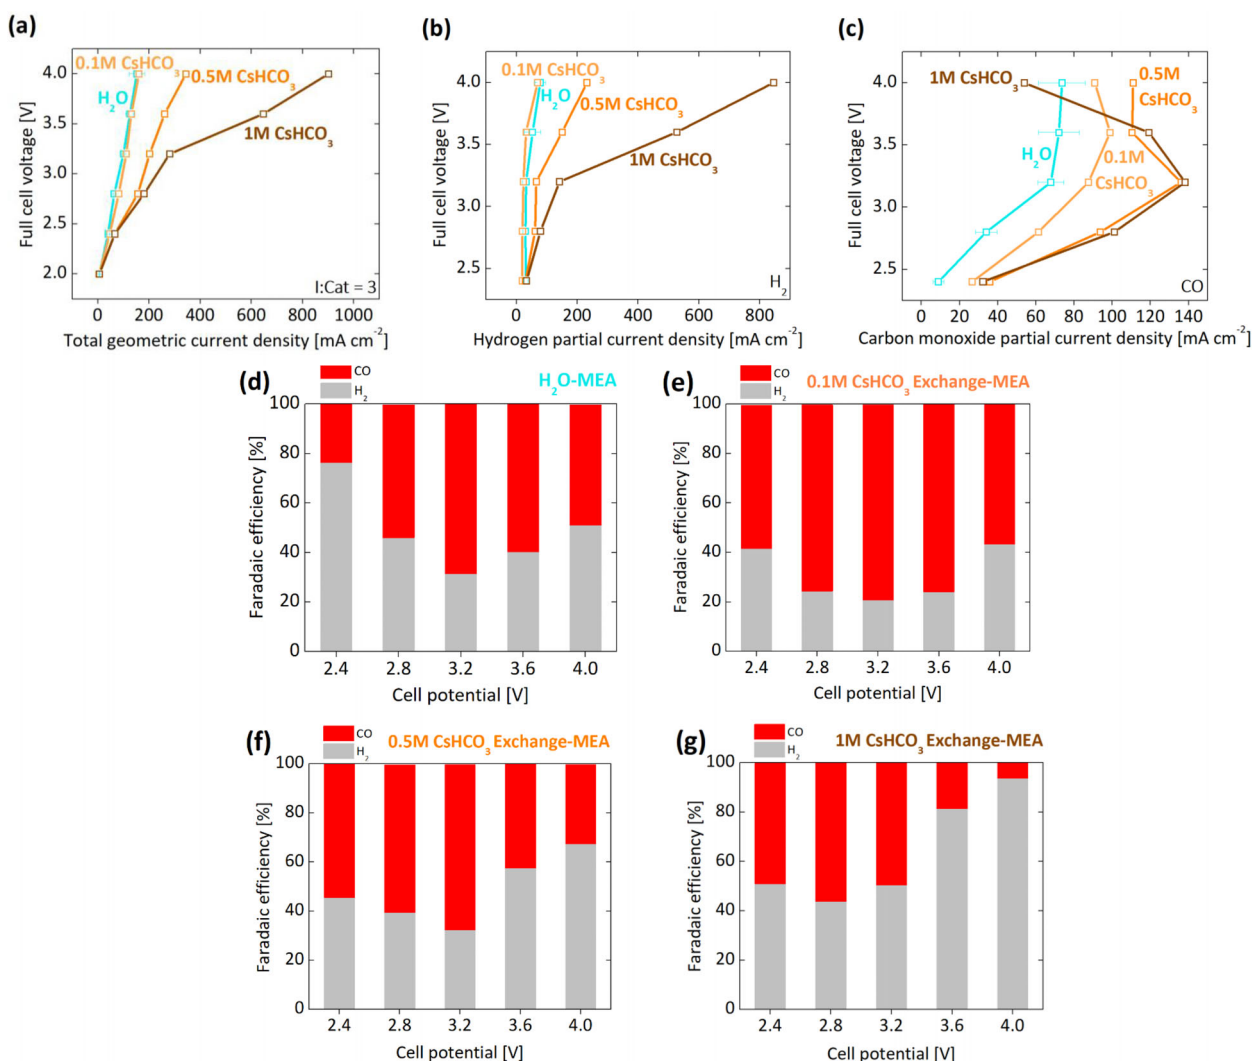 (a)
4.0
3.5
3.0
2.5
2.0
Full cell voltage [V]
0.1M CsHCO3
H2O
0.5M CsHCO3
1M CsHCO3
I:Cat = 3
0 200 400 600 800 1000
Total geometric current density [mA cm-2]
(b)
4.0
3.5
3.0
2.5
Full cell voltage [V]
0.1M CsHCO3
H2O
0.5M CsHCO3
1M CsHCO3
H2
0 200 400 600 800
Hydrogen partial current density [mA cm-2]
(c)
4.0
3.5
3.0
2.5
Full cell voltage [V]
1M CsHCO3
0.5M
CsHCO3
H2O
0.1M
CsHCO3
CO
0 20 40 60 80 100 120 140
Carbon monoxide partial current density [mA cm-2]
(d)
CO
H2
H2O-MEA
100
80
60
40
20
0
Faradaic efficiency [%]
2.4 2.8 3.2 3.6 4.0
Cell potential [V]
(e)
CO
H2
0.1M CsHCO3 Exchange-MEA
100
80
60
40
20
0
Faradaic efficiency [%]
2.4 2.8 3.2 3.6 4.0
Cell potential [V]
(f)
CO
H2
0.5M CsHCO3 Exchange-MEA
100
80
60
40
20
0
Faradaic efficiency [%]
2.4 2.8 3.2 3.6 4.0
Cell potential [V]
(g)
CO
H2
1M CsHCO3 Exchange-MEA
100
80
60
40
20
0
Faradaic efficiency [%]
2.4 2.8 3.2 3.6 4.0
Cell potential [V]